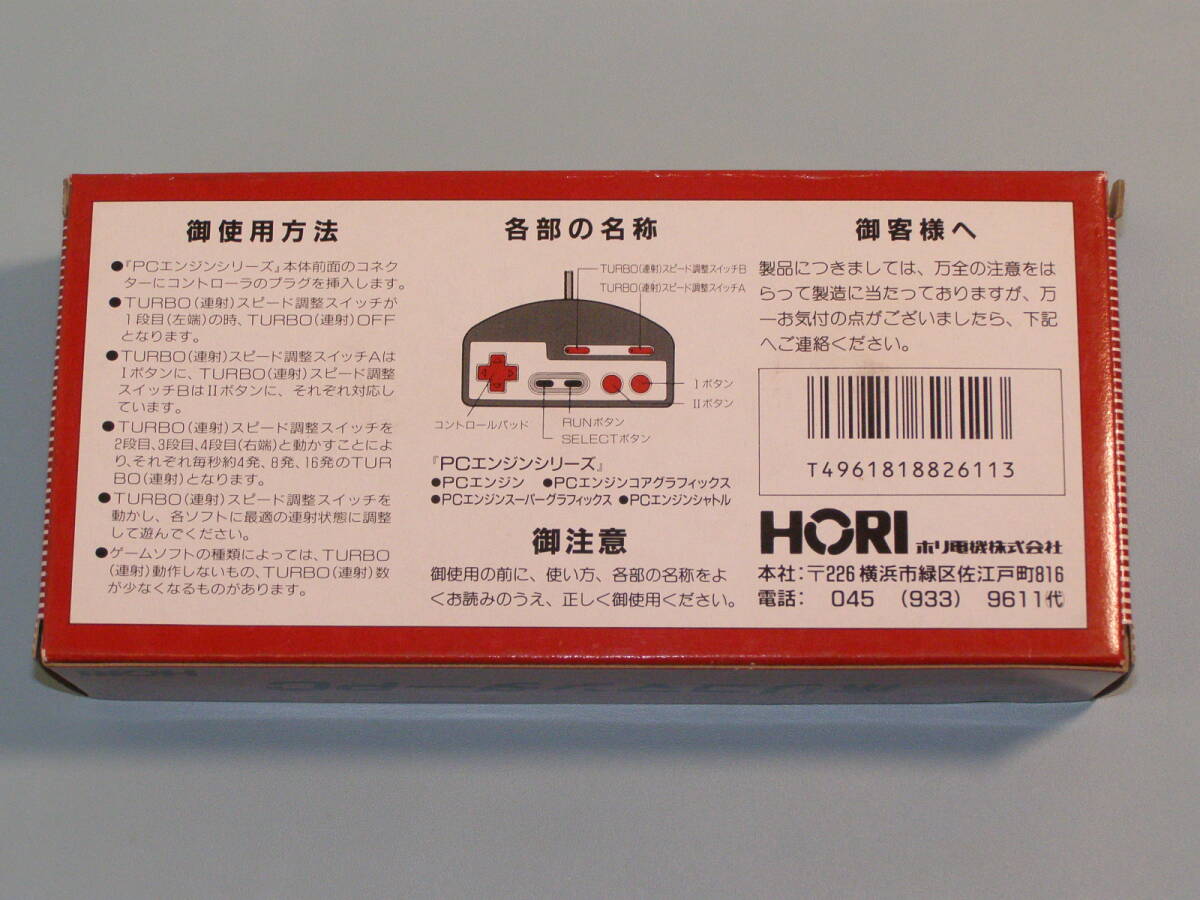 御使用方法
●『PCエンジンシリーズ』本体前面のコネク
ターにコントローラのプラグを挿入します。
●TURBO(連射)スピード調整スイッチが
1段目(左端)の時、TURBO(連射)OFF
となります。
●TURBO(連射)スピード調整スイッチAは
Iボタンに、TURBO(連射)スピード調整
スイッチBはIIボタンに、それぞれ対応し
ています。
●TURBO(連射)スピード調整スイッチを
2段目、3段目、4段目(右端)と動かすことによ
り、それぞれ毎秒約4発、8発、16発のTUR
BO(連射)となります。
●TURBO(連射)スピード調整スイッチを
動かし、各ソフトに最適の連射状態に調整
して遊んでください。
●ゲームソフトの種類によっては、TURBO
(連射)動作しないもの、TURBO(連射)数
が少なくなるものがあります。
各部の名称
TURBO(連射)スピード調整スイッチB
TURBO(連射)スピード調整スイッチA
Iボタン
IIボタン
コントロールパッド
RUNボタン
SELECTボタン
『PCエンジンシリーズ』
●PCエンジン ●PCエンジンコアグラフィックス
●PCエンジンスーパーグラフィックス ●PCエンジンシャトル
御注意
御使用の前に、使い方、各部の名称をよ
くお読みのうえ、正しく御使用ください。
御客様へ
製品につきましては、万全の注意をは
らって製造に当たっておりますが、万
一お気付の点がございましたら、下記
へご連絡ください。
T4961818826113
HORI ホリ電機株式会社
本社:〒226 横浜市緑区佐江戸町816
電話: 045 (933) 9611代